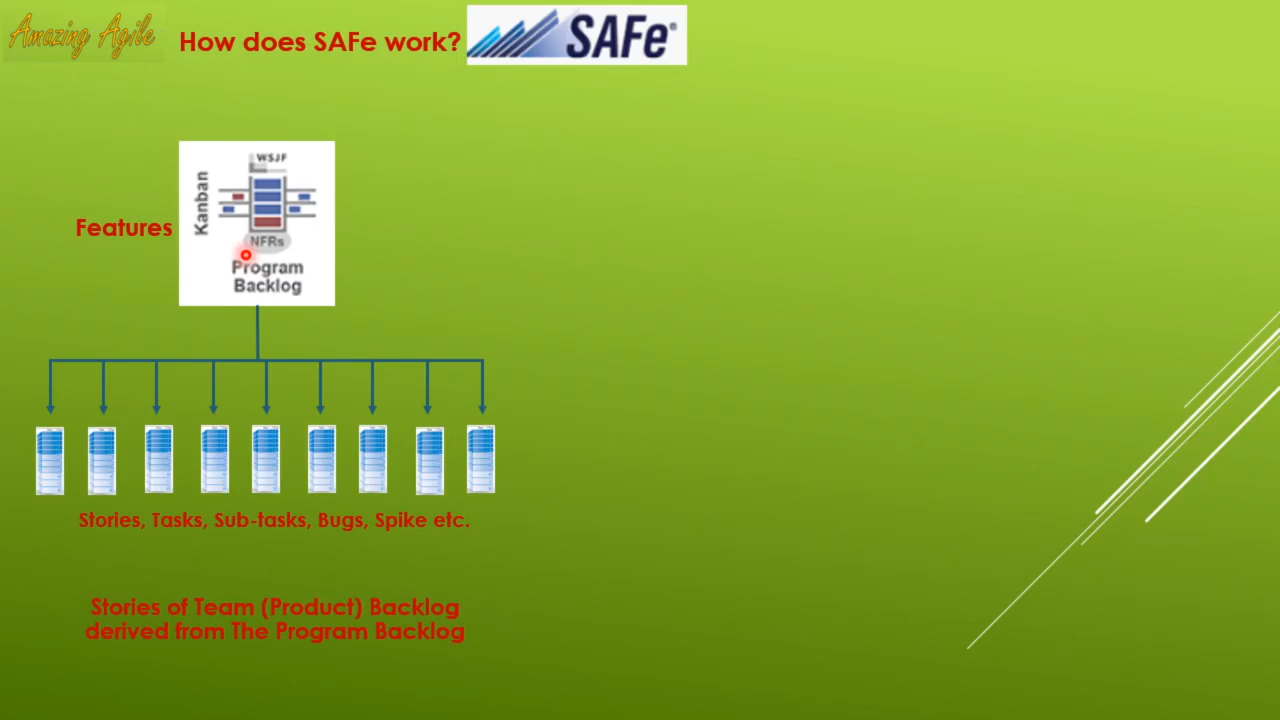 Amazing Agile
How does SAFe work?
SAFe®
WSJF
Kanban
Features
NFRs
Program
Backlog
Stories, Tasks, Sub-tasks, Bugs, Spike etc.
Stories of Team (Product) Backlog
derived from The Program Backlog